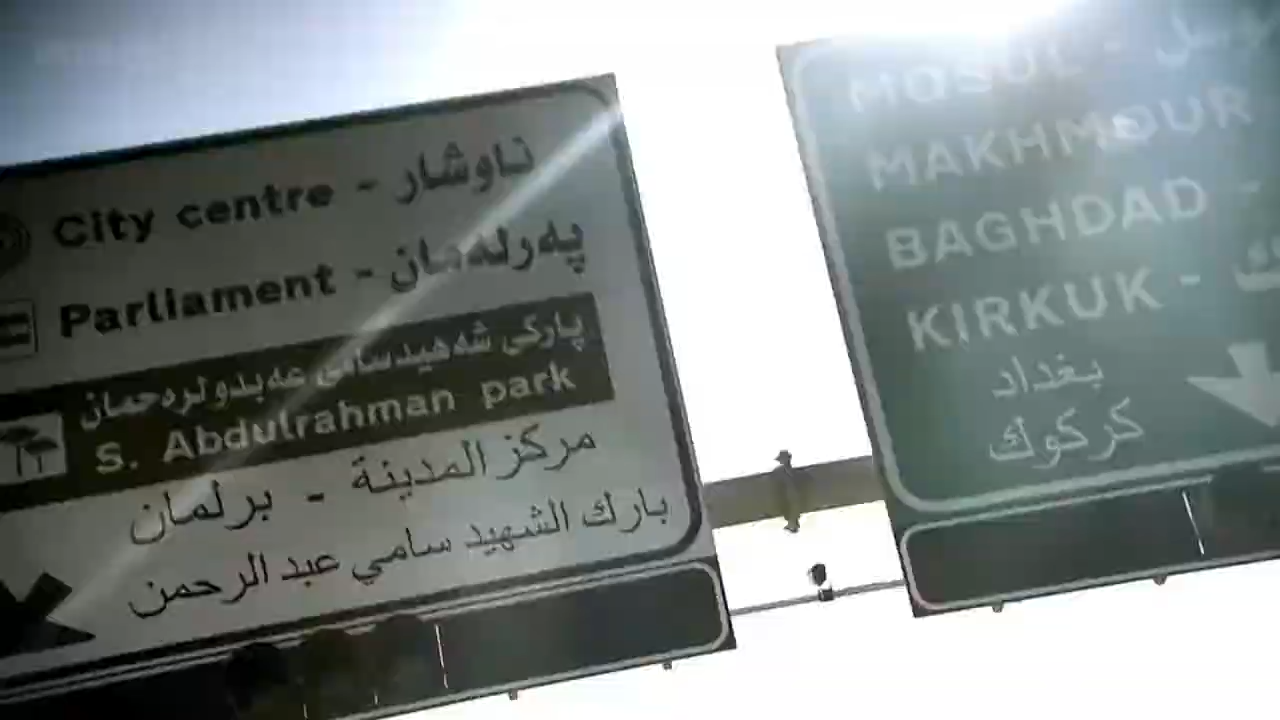 City centre - ناوشار
Parliament - پەرلەمان
پارکی شەهیدسامی عەبدولرەحمان
S. Abdulrahman park
مركز المدينة - برلمان
بارك الشهيد سامي عبد الرحمن
MOSUL -
MAKHMOUR
BAGHDAD -
KIRKUK -
بغداد
كركوك